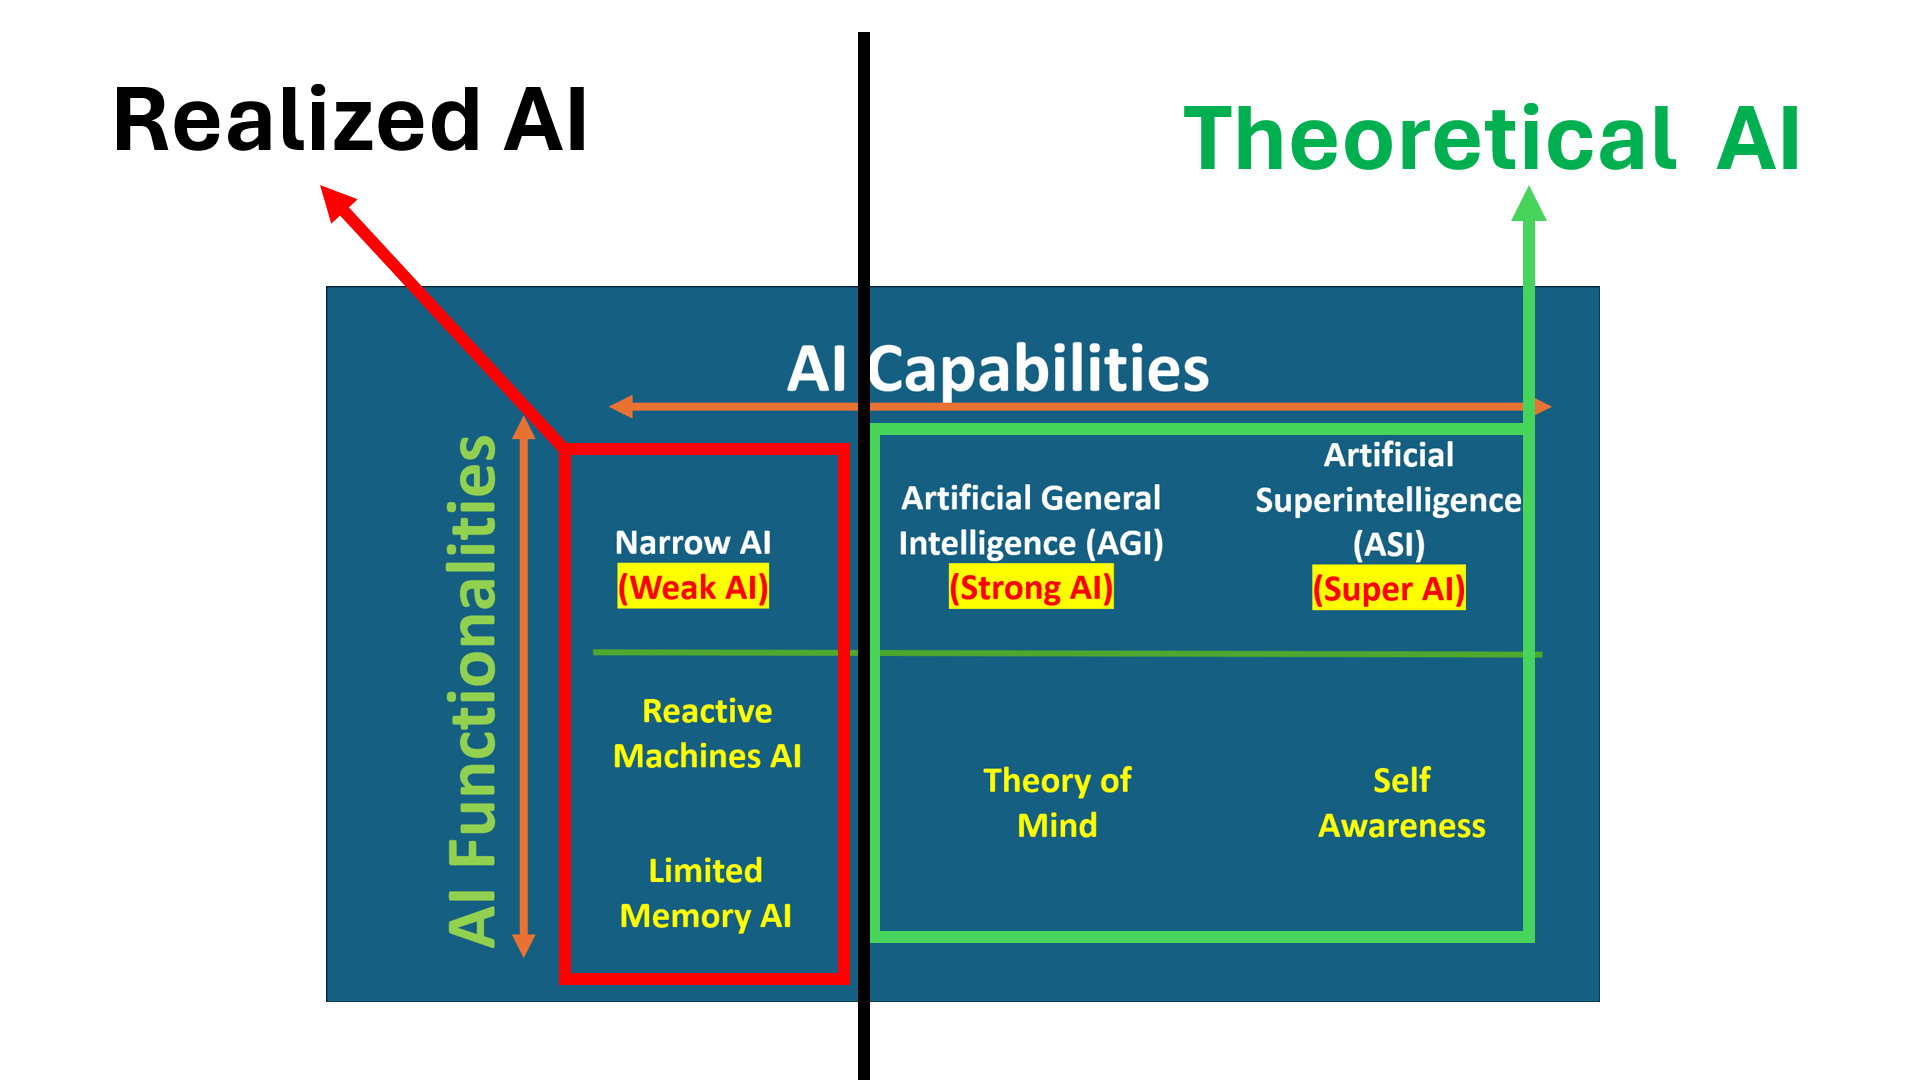 Realized AI
Theoretical AI
AI Capabilities
AI Functionalities
Narrow AI
(Weak AI)
Artificial General
Intelligence (AGI)
(Strong AI)
Artificial
Superintelligence
(ASI)
(Super AI)
Reactive
Machines AI
Limited
Memory AI
Theory of
Mind
Self
Awareness